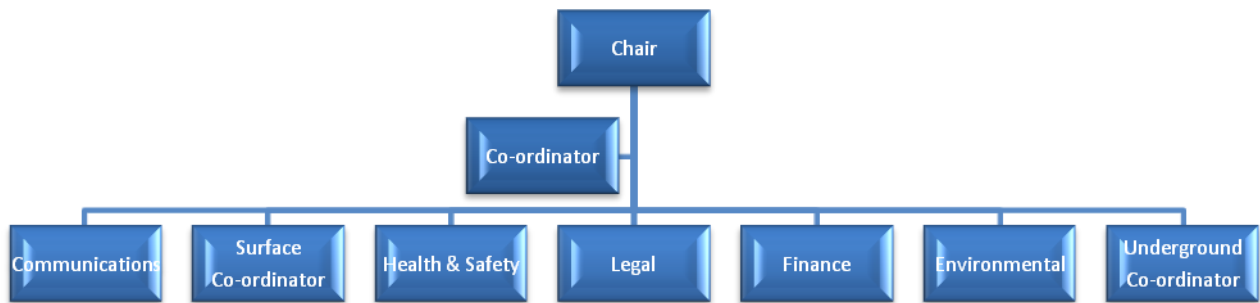 Chair
Co-ordinator
Communications
Surface
Co-ordinator
Health & Safety
Legal
Finance
Environmental
Underground
Co-ordinator